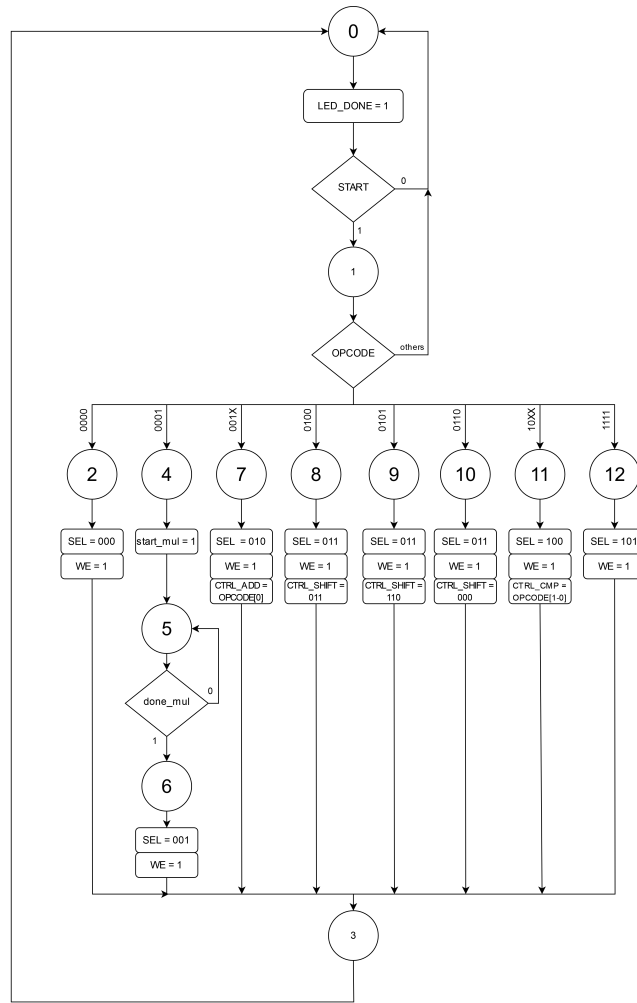 0
LED_DONE = 1
START
0
1
1
OPCODE
others
0000
0001
001X
0100
0101
0110
10XX
1111
2
4
7
8
9
10
11
12
SEL = 000
WE = 1
start_mul = 1
SEL = 010
WE = 1
CTRL_ADD =
OPCODE[0]
SEL = 011
WE = 1
CTRL_SHIFT =
011
SEL = 011
WE = 1
CTRL_SHIFT =
110
SEL = 011
WE = 1
CTRL_SHIFT =
000
SEL = 100
WE = 1
CTRL_CMP =
OPCODE[1-0]
SEL = 101
WE = 1
5
done_mul
0
1
6
SEL = 001
WE = 1
3